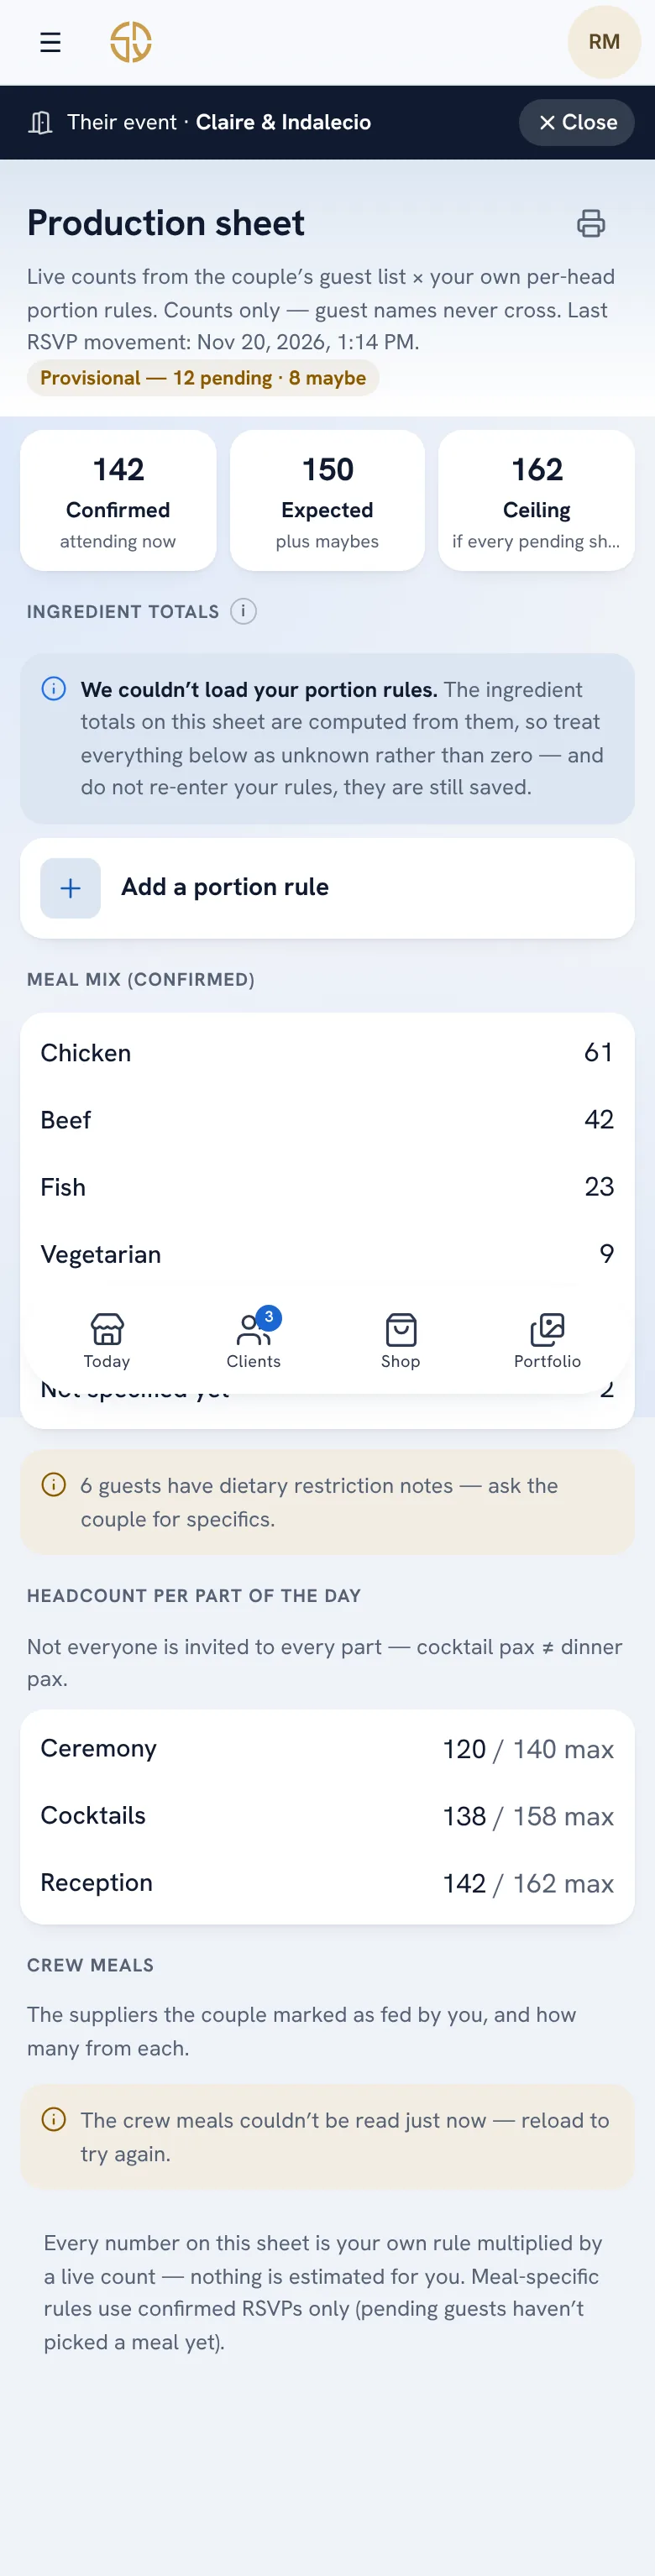 RM
Their event · Claire & Indalecio
Close
Production sheet
Live counts from the couple’s guest list × your own per-head
portion rules. Counts only — guest names never cross. Last
RSVP movement: Nov 20, 2026, 1:14 PM.
Provisional — 12 pending · 8 maybe
142
Confirmed
attending now
150
Expected
plus maybes
162
Ceiling
if every pending sh...
INGREDIENT TOTALS
We couldn’t load your portion rules. The ingredient
totals on this sheet are computed from them, so treat
everything below as unknown rather than zero — and
do not re-enter your rules, they are still saved.
Add a portion rule
MEAL MIX (CONFIRMED)
Chicken 61
Beef 42
Fish 23
Vegetarian 9
3
Today
Clients
Shop
Portfolio
Not specified yet 2
6 guests have dietary restriction notes — ask the
couple for specifics.
HEADCOUNT PER PART OF THE DAY
Not everyone is invited to every part — cocktail pax ≠ dinner
pax.
Ceremony 120 / 140 max
Cocktails 138 / 158 max
Reception 142 / 162 max
CREW MEALS
The suppliers the couple marked as fed by you, and how
many from each.
The crew meals couldn’t be read just now — reload to
try again.
Every number on this sheet is your own rule multiplied by
a live count — nothing is estimated for you. Meal-specific
rules use confirmed RSVPs only (pending guests haven’t
picked a meal yet).